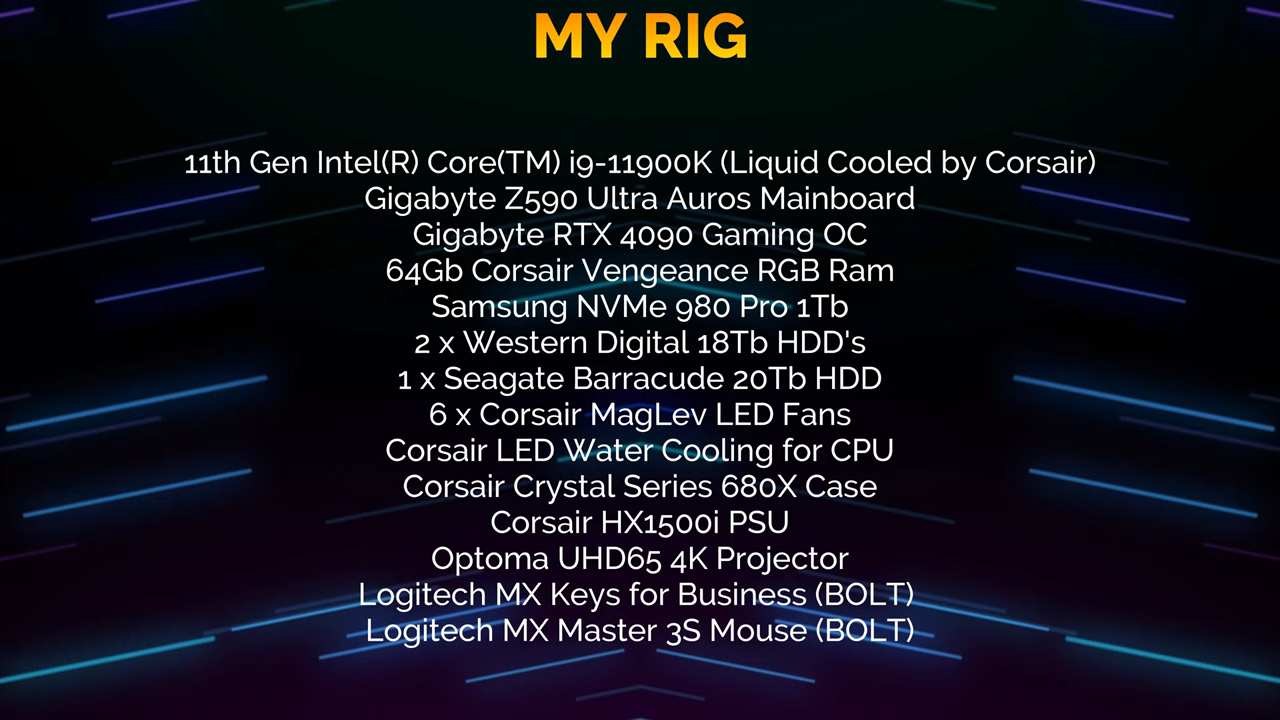 MY RIG
11th Gen Intel(R) Core(TM) i9-11900K (Liquid Cooled by Corsair)
Gigabyte Z590 Ultra Auros Mainboard
Gigabyte RTX 4090 Gaming OC
64Gb Corsair Vengeance RGB Ram
Samsung NVMe 980 Pro 1Tb
2 x Western Digital 18Tb HDD's
1 x Seagate Barracude 20Tb HDD
6 x Corsair MagLev LED Fans
Corsair LED Water Cooling for CPU
Corsair Crystal Series 680X Case
Corsair HX1500i PSU
Optoma UHD65 4K Projector
Logitech MX Keys for Business (BOLT)
Logitech MX Master 3S Mouse (BOLT)